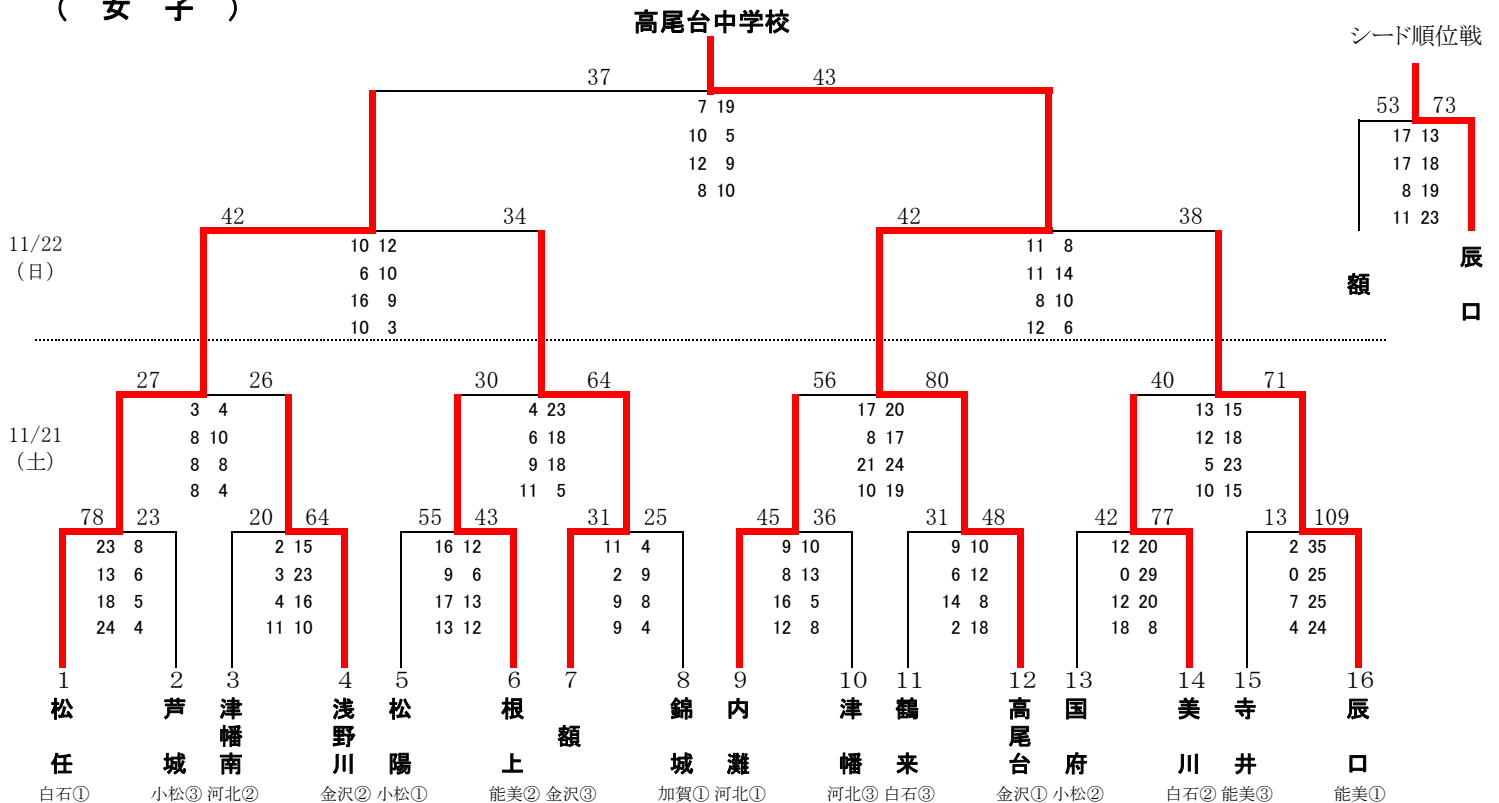 （　女　子　）
高尾台中学校
シード順位戦
37 43
7 19
10 5
12 9
8 10
53 73
17 13
17 18
8 19
11 23
額 辰口
11/22
（日）
42 34 42 38
10 12 11 8
6 10 11 14
16 9 8 10
10 3 12 6
11/21
（土）
27 26 30 64 56 80 40 71
3 4 4 23 17 20 13 15
8 10 6 18 8 17 12 18
8 8 9 18 21 24 5 23
8 4 11 5 10 19 10 15
78 23 20 64 55 43 31 25 45 36 31 48 42 77 13 109
23 8 2 15 16 12 11 4 9 10 9 10 12 20 2 35
13 6 3 23 9 6 2 9 8 13 6 12 0 29 0 25
18 5 4 16 17 13 9 8 16 5 14 8 12 20 7 25
24 4 11 10 13 12 9 4 12 8 2 18 18 8 4 24
1 2 3 4 5 6 7 8 9 10 11 12 13 14 15 16
松任 芦城 津幡南 浅野川 松陽 根上 額 錦城 内灘 津幡 鶴来 高尾台 国府 美川 寺井 辰口
白石① 小松③ 河北② 金沢② 小松① 能美② 金沢③ 加賀① 河北① 河北③ 白石③ 金沢① 小松② 白石② 能美③ 能美①